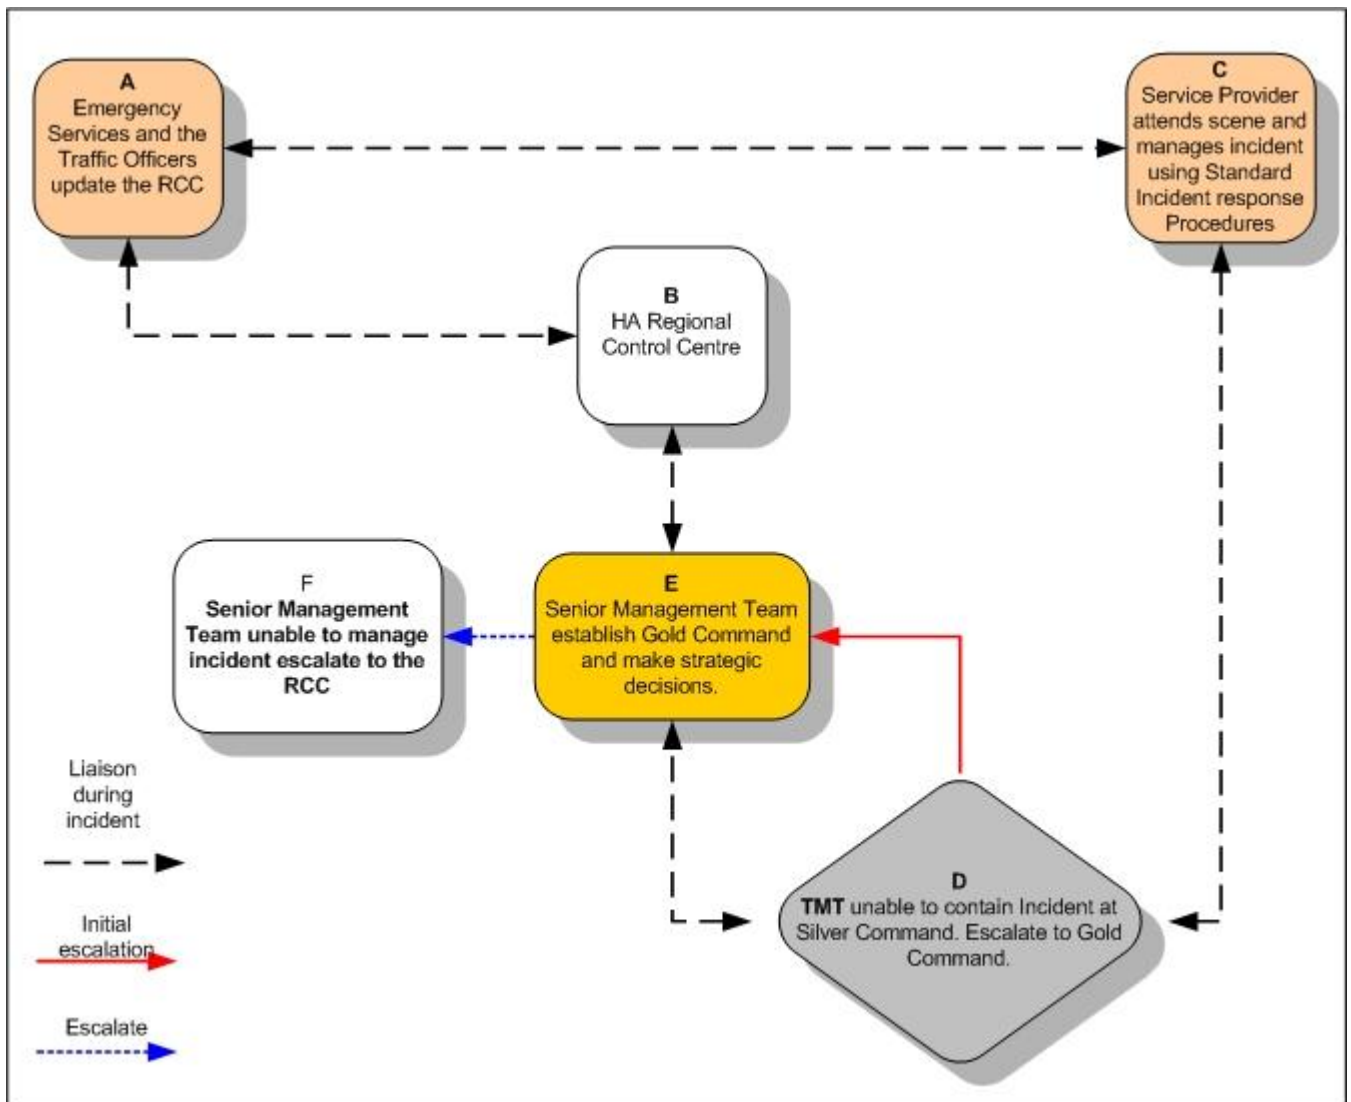 A
Emergency
Services and the
Traffic Officers
update the RCC
C
Service Provider
attends scene and
manages incident
using Standard
Incident response
Procedures
B
HA Regional
Control Centre
F
Senior Management
Team unable to manage
incident escalate to the
RCC
E
Senior Management Team
establish Gold Command
and make strategic
decisions.
D
TMT unable to contain Incident at
Silver Command. Escalate to Gold
Command.
Liaison
during
incident
Initial
escalation
Escalate